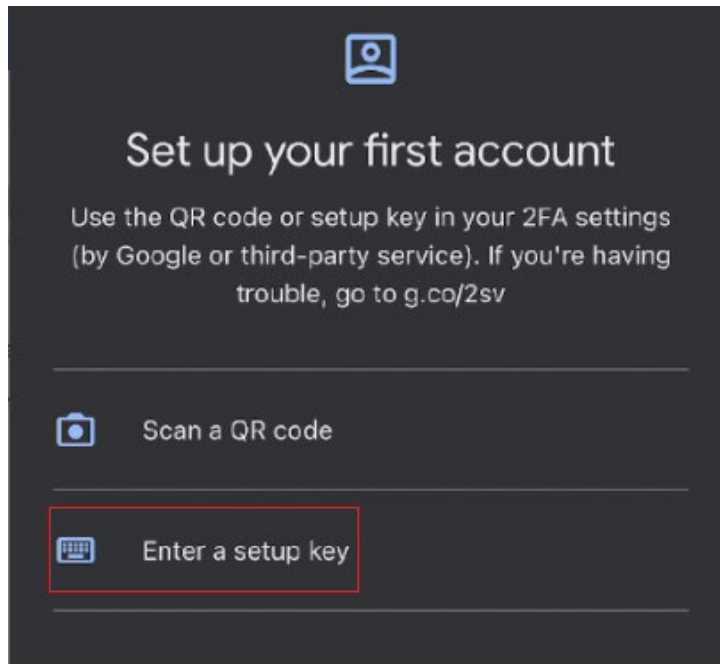 Set up your first account
Use the QR code or setup key in your 2FA settings
(by Google or third-party service). If you're having
trouble, go to g.co/2sv
Scan a QR code
Enter a setup key